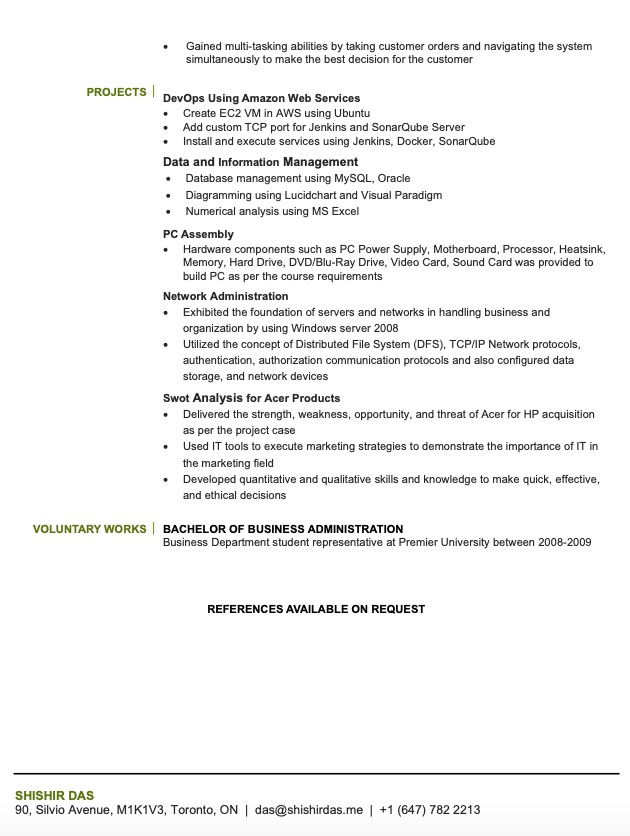 • Gained multi-tasking abilities by taking customer orders and navigating the system
simultaneously to make the best decision for the customer
PROJECTS
DevOps Using Amazon Web Services
• Create EC2 VM in AWS using Ubuntu
• Add custom TCP port for Jenkins and SonarQube Server
• Install and execute services using Jenkins, Docker, SonarQube
Data and Information Management
• Database management using MySQL, Oracle
• Diagramming using Lucidchart and Visual Paradigm
• Numerical analysis using MS Excel
PC Assembly
• Hardware components such as PC Power Supply, Motherboard, Processor, Heatsink,
Memory, Hard Drive, DVD/Blu-Ray Drive, Video Card, Sound Card was provided to
build PC as per the course requirements
Network Administration
• Exhibited the foundation of servers and networks in handling business and
organization by using Windows server 2008
• Utilized the concept of Distributed File System (DFS), TCP/IP Network protocols,
authentication, authorization communication protocols and also configured data
storage, and network devices
Swot Analysis for Acer Products
• Delivered the strength, weakness, opportunity, and threat of Acer for HP acquisition
as per the project case
• Used IT tools to execute marketing strategies to demonstrate the importance of IT in
the marketing field
• Developed quantitative and qualitative skills and knowledge to make quick, effective,
and ethical decisions
VOLUNTARY WORKS
BACHELOR OF BUSINESS ADMINISTRATION
Business Department student representative at Premier University between 2008-2009
REFERENCES AVAILABLE ON REQUEST
SHISHIR DAS
90, Silvio Avenue, M1K1V3, Toronto, ON | das@shishirdas.me | +1 (647) 782 2213